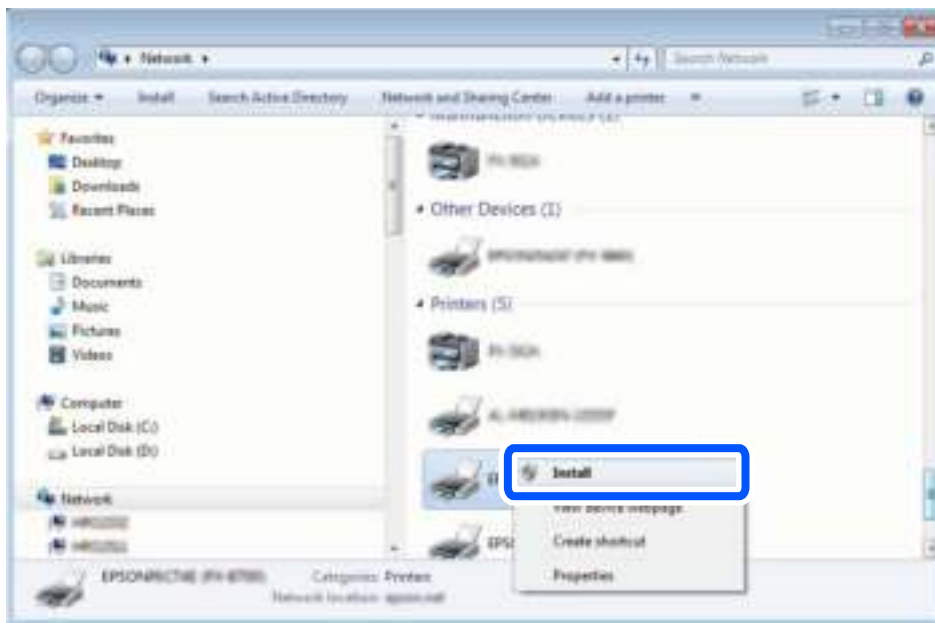 Network
Search Network
Organize Install Search Active Directory Network and Sharing Center Add a printer
Favorites
Desktop
Downloads
Recent Places
Libraries
Documents
Music
Pictures
Videos
Computer
Local Disk (C:)
Local Disk (D:)
Network
Other Devices (1)
Printers (5)
Install
View device webpage
Create shortcut
Properties
Categories: Printers
Network location: epson.net